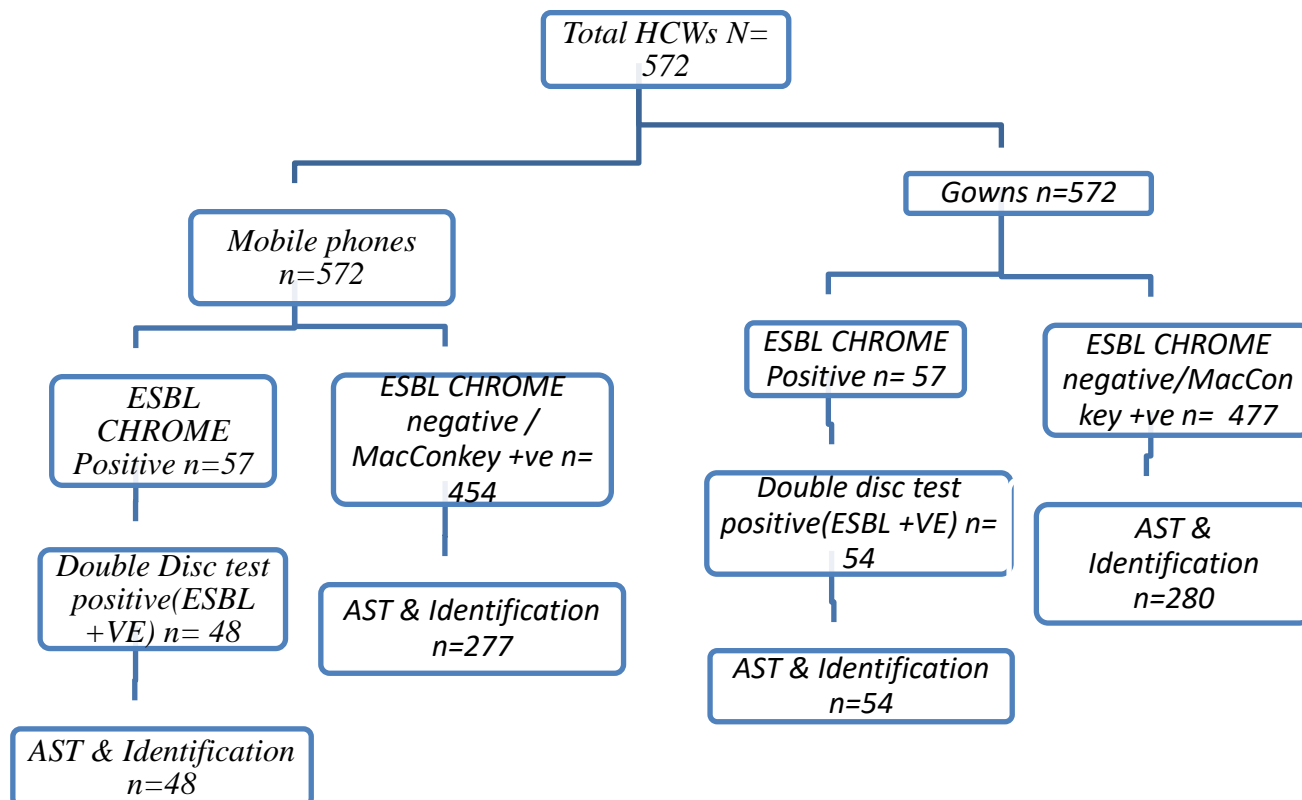 Total HCWs N=
572
Mobile phones
n=572
Gowns n=572
ESBL
CHROME
Positive n=57
ESBL CHROME
negative /
MacConkey +ve n=
454
ESBL CHROME
Positive n= 57
ESBL CHROME
negative/MacCon
key +ve n= 477
Double Disc test
positive(ESBL
+VE) n= 48
AST & Identification
n=277
Double disc test
positive(ESBL +VE) n=
54
AST &
Identification
n=280
AST & Identification
n=48
AST & Identification
n=54